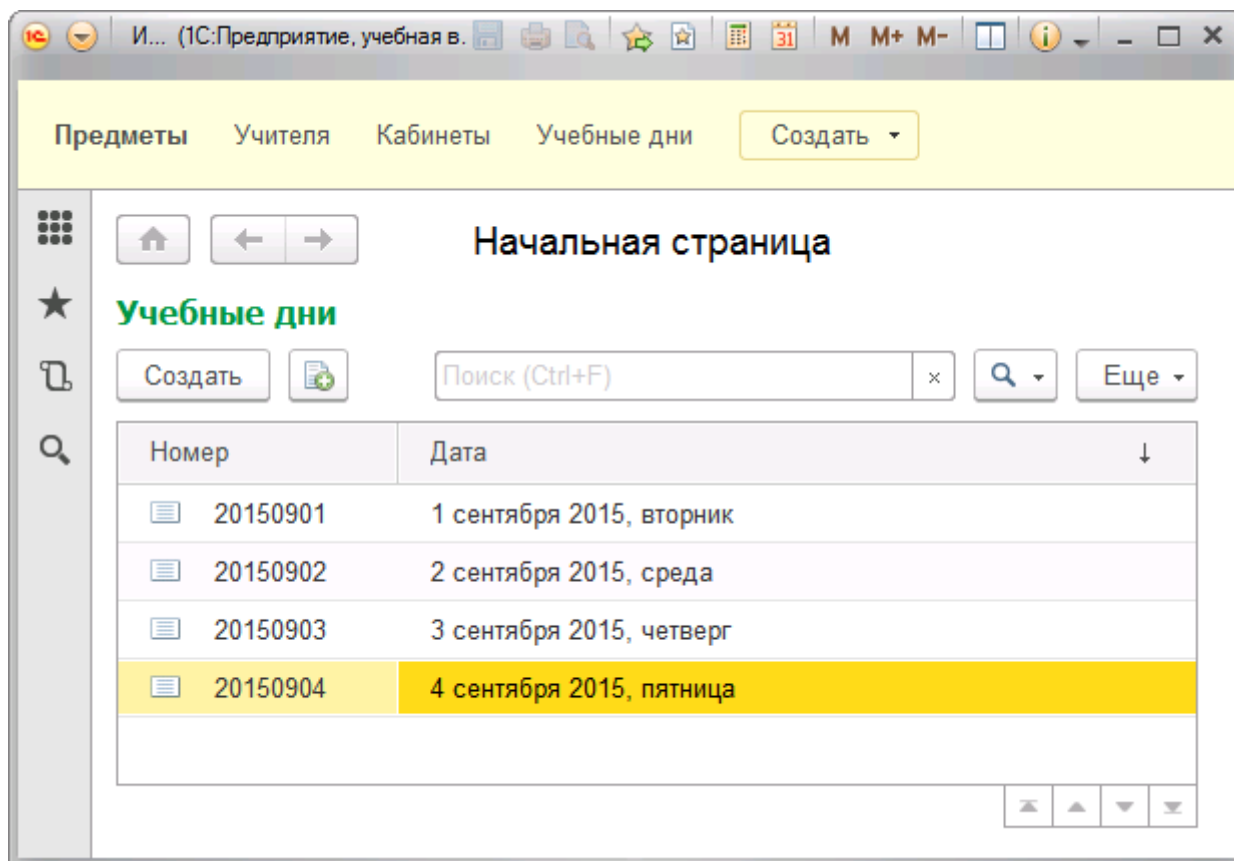 1С И... (1С:Предприятие, учебная в. 31 M M+ M-
Предметы Учителя Кабинеты Учебные дни Создать
Начальная страница
Учебные дни
Создать Поиск (Ctrl+F) × Еще
Номер Дата ↓
20150901 1 сентября 2015, вторник
20150902 2 сентября 2015, среда
20150903 3 сентября 2015, четверг
20150904 4 сентября 2015, пятница